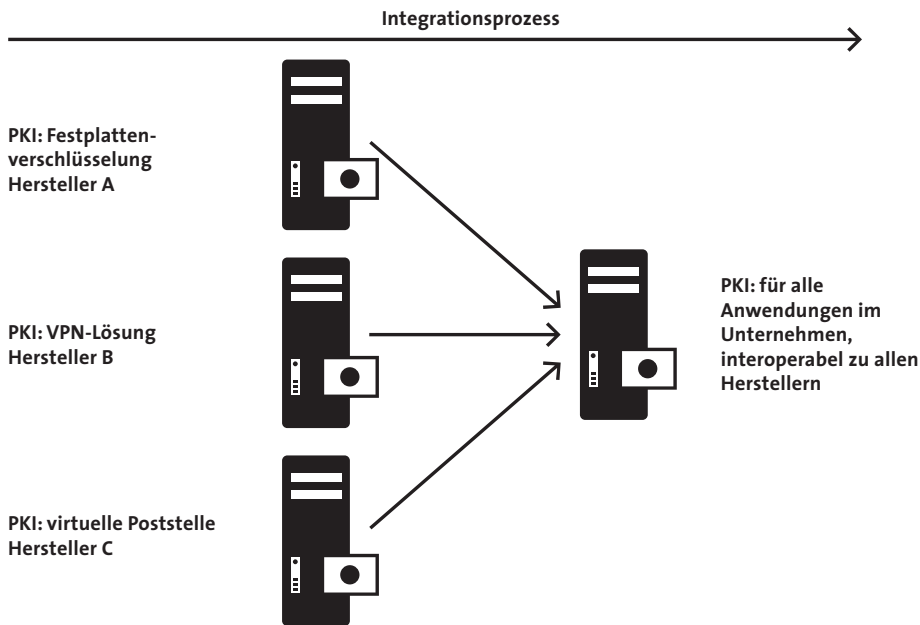 Integrationsprozess
PKI: Festplatten-
verschlüsselung
Hersteller A
PKI: VPN-Lösung
Hersteller B
PKI: für alle
Anwendungen im
Unternehmen,
interoperabel zu allen
Herstellern
PKI: virtuelle Poststelle
Hersteller C